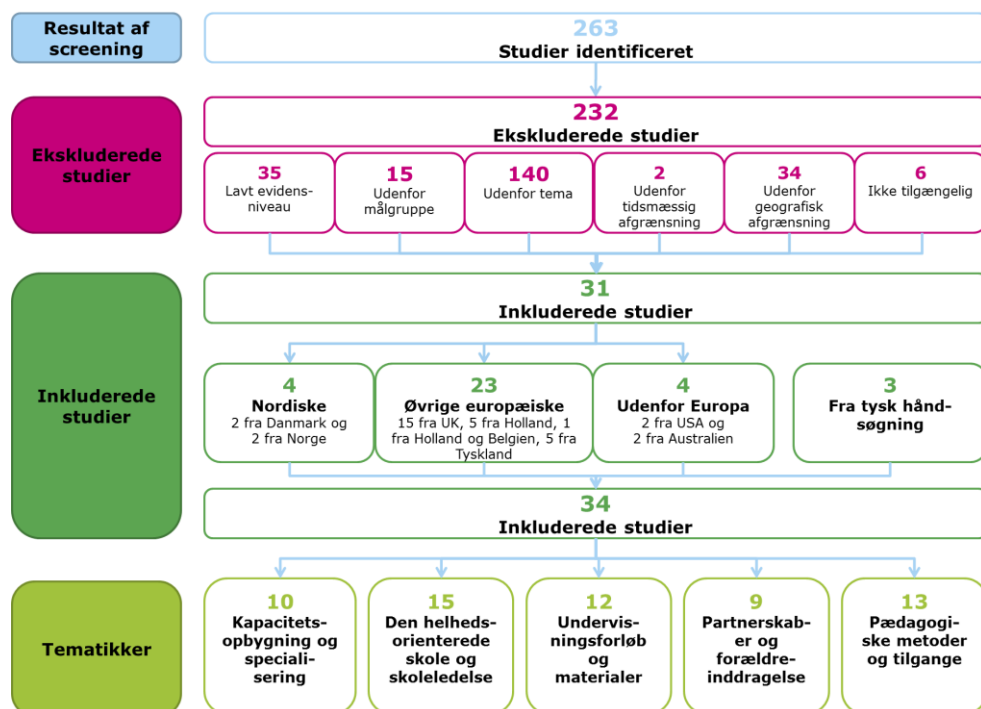 Resultat af
screening
263
Studier identificeret
Ekskluderede
studier
232
Ekskluderede studier
35
Lavt evidens-
niveau
15
Udenfor
målgruppe
140
Udenfor tema
2
Udenfor
tidsmæssig
afgrænsning
34
Udenfor
geografisk
afgrænsning
6
Ikke tilgængelig
Inkluderede
studier
31
Inkluderede studier
4
Nordiske
2 fra Danmark og
2 fra Norge
23
Øvrige europæiske
15 fra UK, 5 fra Holland, 1
fra Holland og Belgien, 5 fra
Tyskland
4
Udenfor Europa
2 fra USA og
2 fra Australien
3
Fra tysk hånd-
søgning
34
Inkluderede studier
Tematikker
10
Kapacitets-
opbygning og
speciali-
sering
15
Den helheds-
orienterede
skole og
skoleledelse
12
Undervis-
ningsforløb
og
materialer
9
Partnerskab-
er og
forældre-
inddragelse
13
Pædagogi-
ske metoder
og tilgange